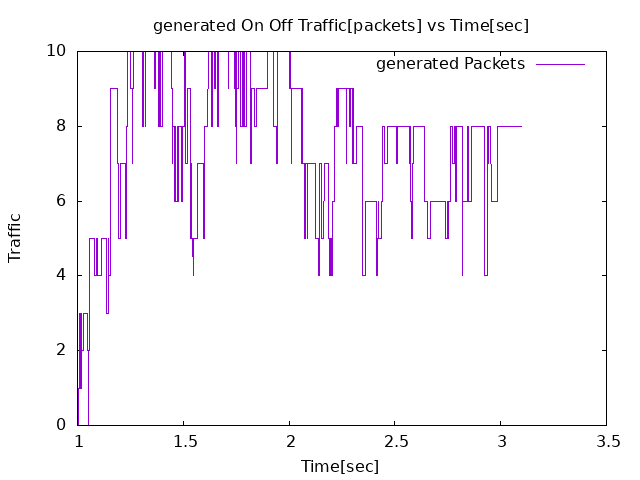 generated On Off Traffic[packets] vs Time[sec]
10
generated Packets
8
6
Traffic
4
2
0
1 1.5 2 2.5 3 3.5
Time[sec]